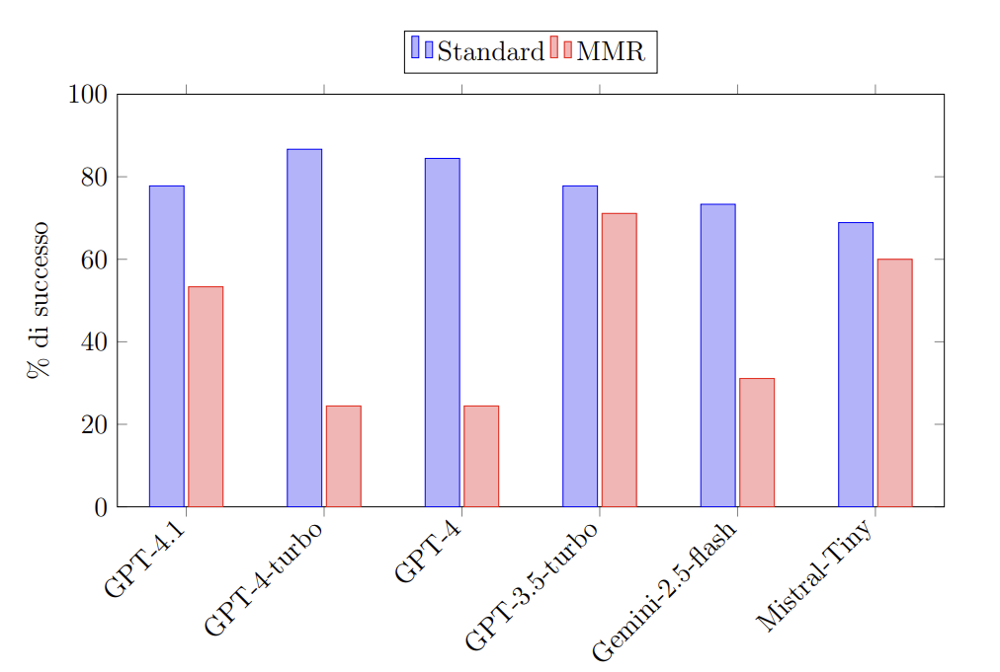 Standard MMR
100
80
60
40
20
0
% di successo
GPT-4.1
GPT-4-turbo
GPT-4
GPT-3.5-turbo
Gemini-2.5-flash
Mistral-Tiny